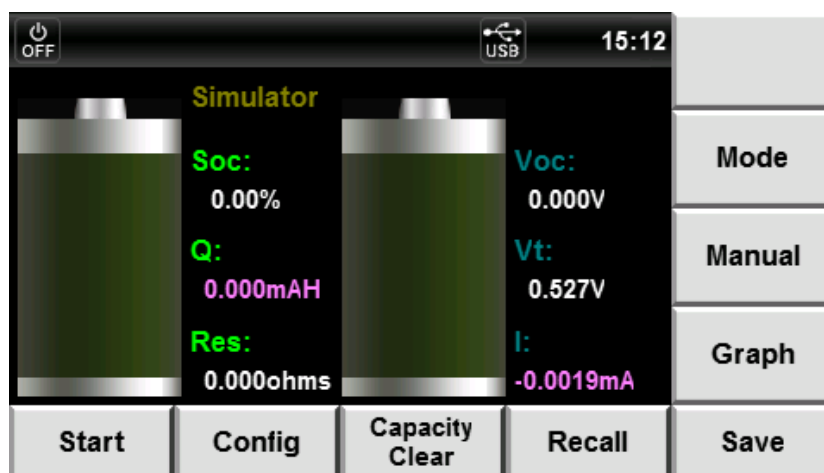 OFF
USB
15:12
Simulator
Soc:
0.00%
Q:
0.000mAH
Res:
0.000ohms
Voc:
0.000V
Vt:
0.527V
I:
-0.0019mA
Mode
Manual
Graph
Start
Config
Capacity
Clear
Recall
Save